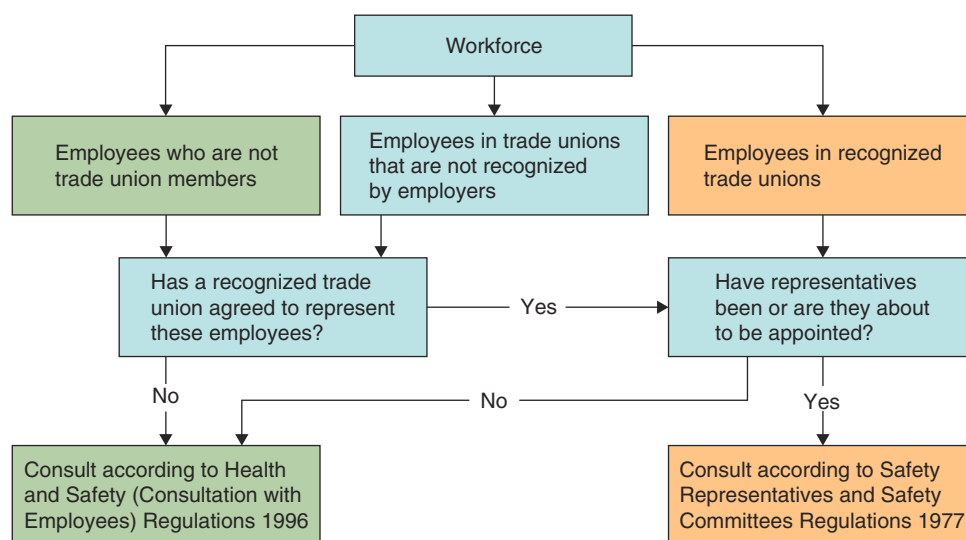 Workforce
Employees who are not
trade union members
Employees in trade unions
that are not recognized
by employers
Employees in recognized
trade unions
Has a recognized trade
union agreed to represent
these employees?
Yes
Have representatives
been or are they about
to be appointed?
No
No
Yes
Consult according to Health
and Safety (Consultation with
Employees) Regulations 1996
Consult according to Safety
Representatives and Safety
Committees Regulations 1977